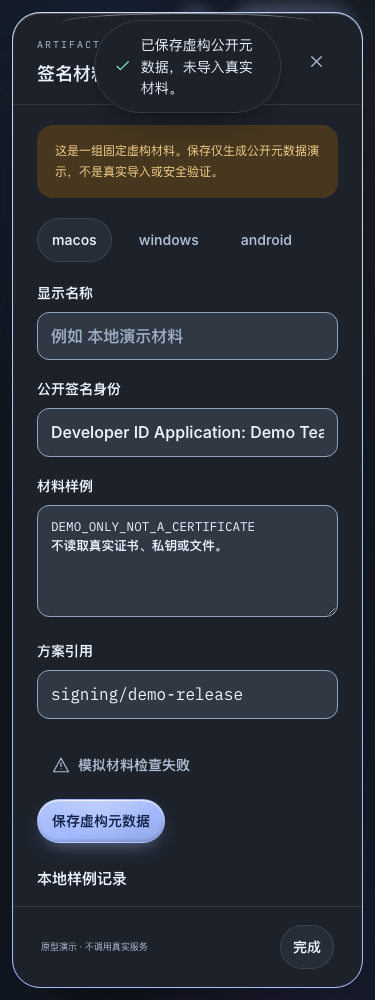 ARTIFACT
已保存虚构公开元
数据，未导入真实
材料。
签名材
这是一组固定虚构材料。保存仅生成公开元数据演
示，不是真实导入或安全验证。
macos
windows
android
显示名称
例如 本地演示材料
公开签名身份
Developer ID Application: Demo Tea
材料样例
DEMO_ONLY_NOT_A_CERTIFICATE
不读取真实证书、私钥或文件。
方案引用
signing/demo-release
模拟材料检查失败
保存虚构元数据
本地样例记录
原型演示 · 不调用真实服务
完成